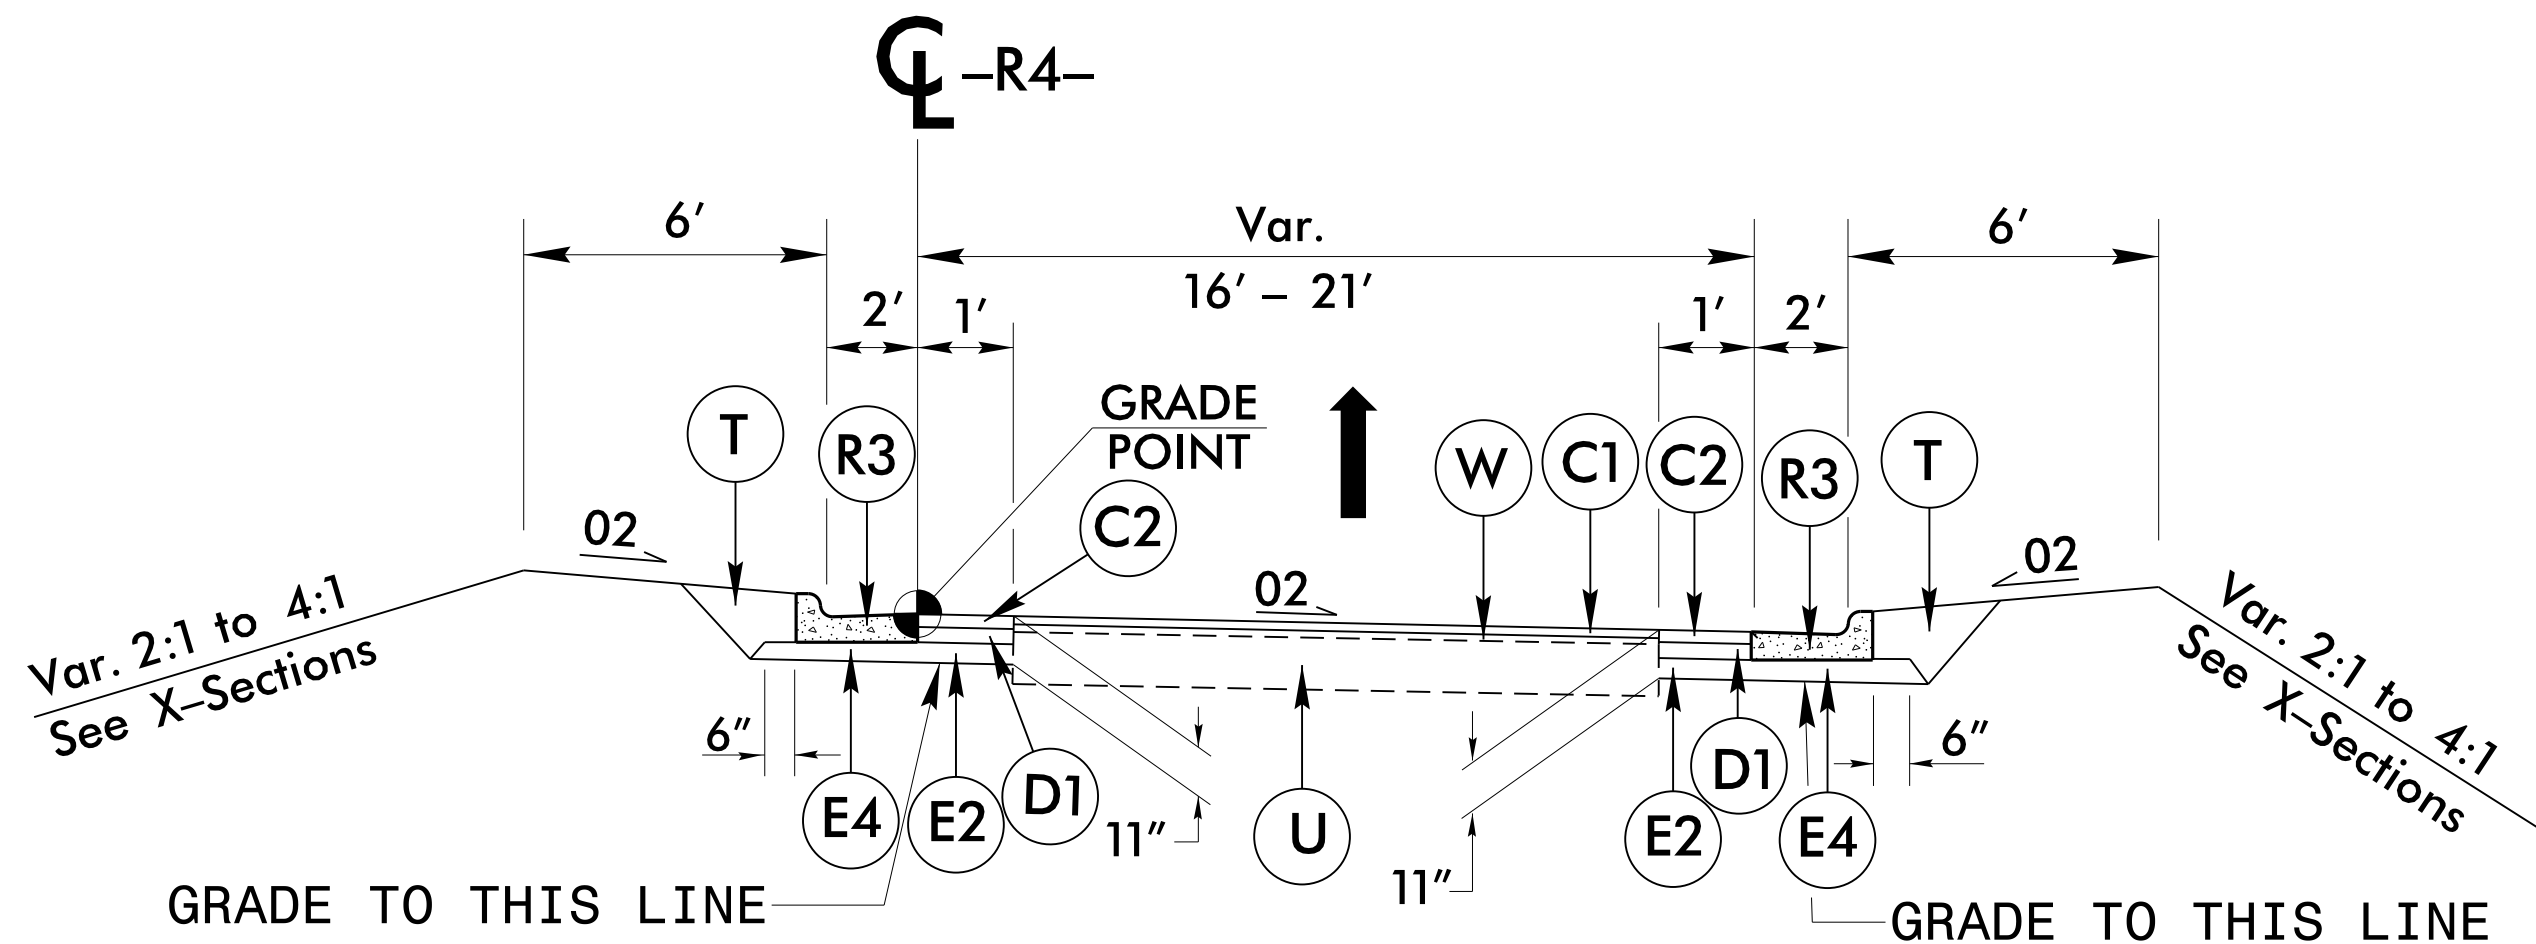 CL –R4–
6'
Var.
6'
16' – 21'
2'
1'
1'
2'
GRADE
POINT
T
R3
C2
W
C1
C2
R3
T
02
02
02
Var. 2:1 to 4:1
See X–Sections
Var. 2:1 to 4:1
See X–Sections
6"
6"
E4
E2
D1
11"
U
11"
E2
D1
E4
GRADE TO THIS LINE
GRADE TO THIS LINE